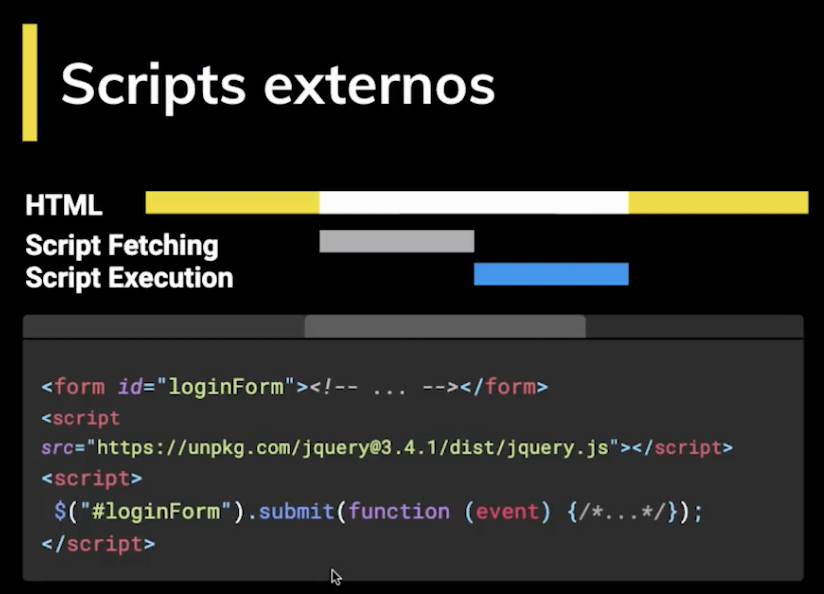 Scripts externos
HTML
Script Fetching
Script Execution
<form id="loginForm"><!-- ... --></form>
<script
src="https://unpkg.com/jquery@3.4.1/dist/jquery.js"></script>
<script>
$("#loginForm").submit(function (event) {/*...*/});
</script>